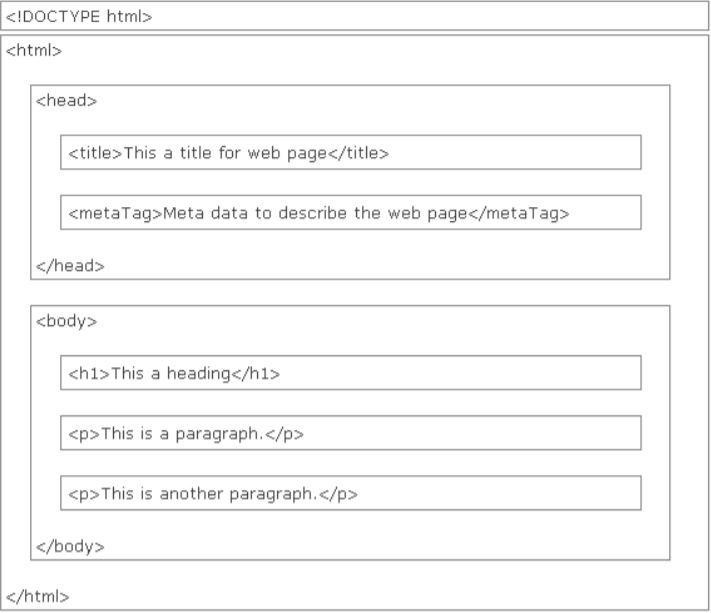 <!DOCTYPE html>
<html>
<head>
<title>This a title for web page</title>
<metaTag>Meta data to describe the web page</metaTag>
</head>
<body>
<h1>This a heading</h1>
<p>This is a paragraph.</p>
<p>This is another paragraph.</p>
</body>
</html>